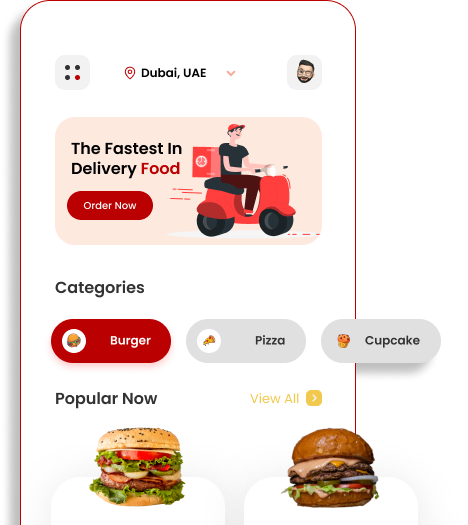 Dubai, UAE
The Fastest In
Delivery Food
Order Now
Categories
Burger
Pizza
Cupcake
Popular Now
View All